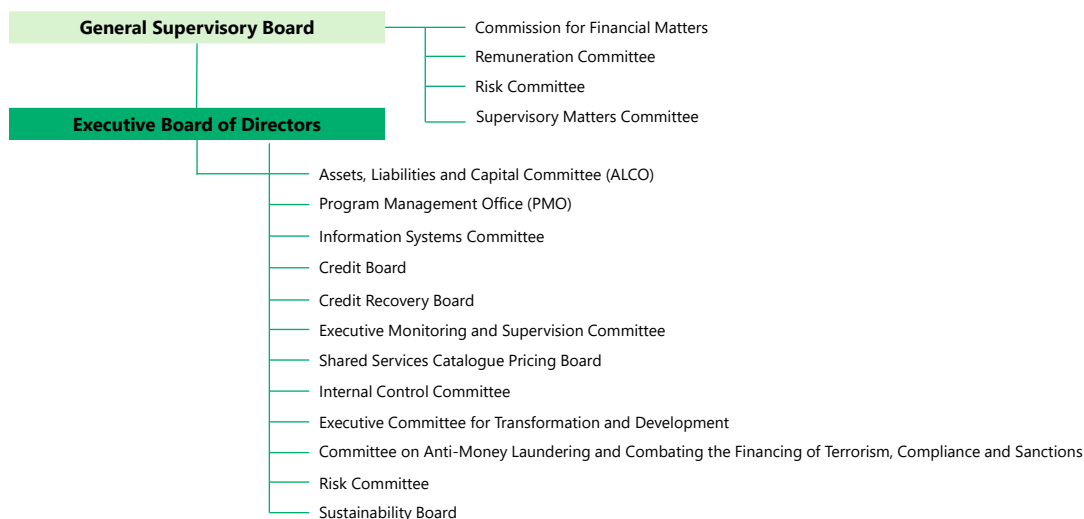 General Supervisory Board
Commission for Financial Matters
Remuneration Committee
Risk Committee
Supervisory Matters Committee
Executive Board of Directors
Assets, Liabilities and Capital Committee (ALCO)
Program Management Office (PMO)
Information Systems Committee
Credit Board
Credit Recovery Board
Executive Monitoring and Supervision Committee
Shared Services Catalogue Pricing Board
Internal Control Committee
Executive Committee for Transformation and Development
Committee on Anti-Money Laundering and Combating the Financing of Terrorism, Compliance and Sanctions
Risk Committee
Sustainability Board